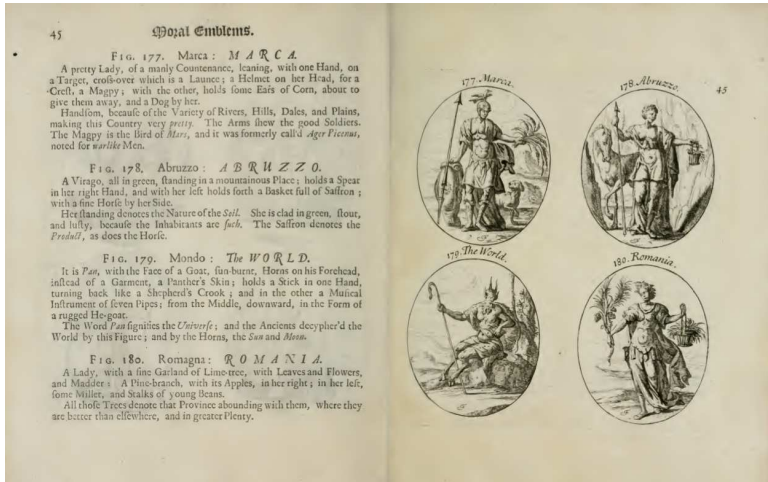 45 Moral Emblems.
FIG. 177. Marca: MARCA.
A pretty Lady, of a manly Countenance, leaning, with one Hand, on
a Target, croſs-over which is a Launce; a Helmet on her Head, for a
Creſt, a Magpy; with the other, holds ſome Ears of Corn, about to
give them away, and a Dog by her.
Handſom, becauſe of the Variety of Rivers, Hills, Dales, and Plains,
making this Country very pretty. The Arms ſhew the good Soldiers.
The Magpy is the Bird of Mars, and it was formerly call'd Ager Picenus,
noted for warlike Men.
FIG. 178, Abruzzo: ABRUZZO.
A Virago, all in green, ſtanding in a mountainous Place; holds a Spear
in her right Hand, and with her left holds forth a Basket full of Saffron;
with a fine Horſe by her Side.
Her ſtanding denotes the Nature of the Soil. She is clad in green, ſtout,
and luſty, becauſe the Inhabitants are ſuch. The Saffron denotes the
Product, as does the Horſe.
FIG. 179. Mondo: The WORLD.
It is Pan, with the Face of a Goat, ſun-burnt, Horns on his Forehead,
inſtead of a Garment, a Panther's Skin; holds a Stick in one Hand,
turning back like a Shepherd's Crook; and in the other a Muſical
Inſtrument of ſeven Pipes; from the Middle, downward, in the Form of
a rugged He-goat.
The Word Pan ſignifies the Univerſe; and the Ancients decypher'd the
World by this Figure; and by the Horns, the Sun and Moon.
FIG. 180. Romagna: ROMANIA.
A Lady, with a fine Garland of Lime-tree, with Leaves and Flowers,
and Madder: A Pine-branch, with its Apples, in her right; in her left,
ſome Millet, and Stalks of young Beans.
All thoſe Trees denote that Province abounding with them, where they
are better than elſewhere, and in greater Plenty.
177. Marca.
178. Abruzzo.
45
179. The World.
180. Romania.